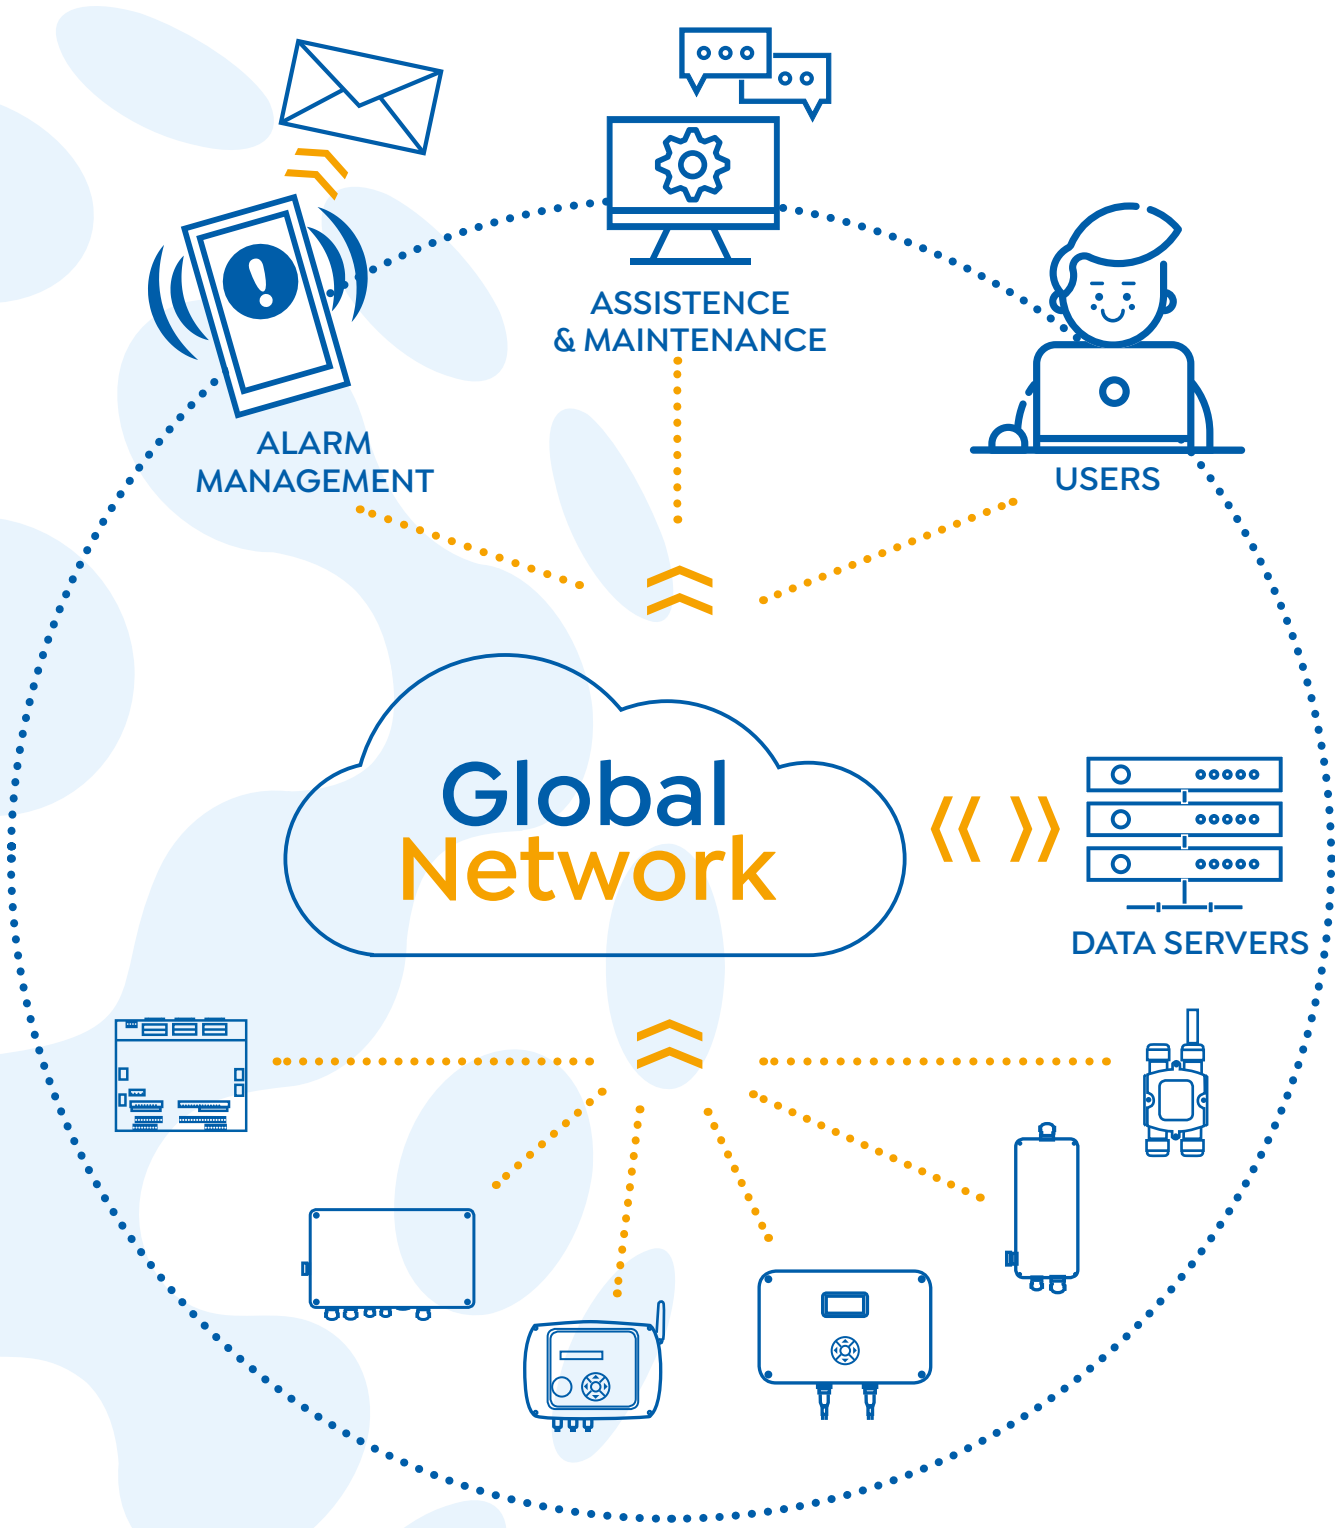 ASSISTENCE
& MAINTENANCE
ALARM
MANAGEMENT
USERS
Global
Network
DATA SERVERS